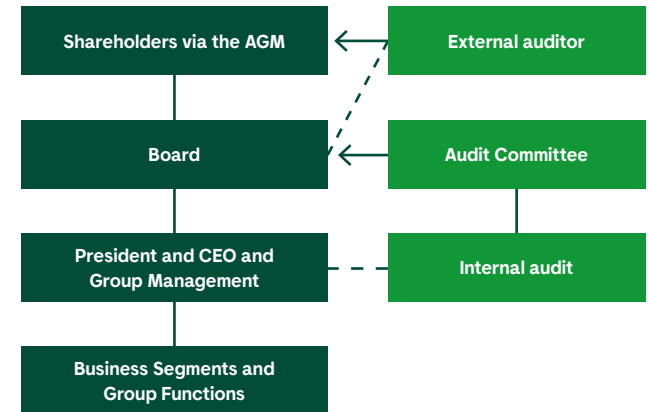 Shareholders via the AGM
External auditor
Board
Audit Committee
President and CEO and
Group Management
Internal audit
Business Segments and
Group Functions